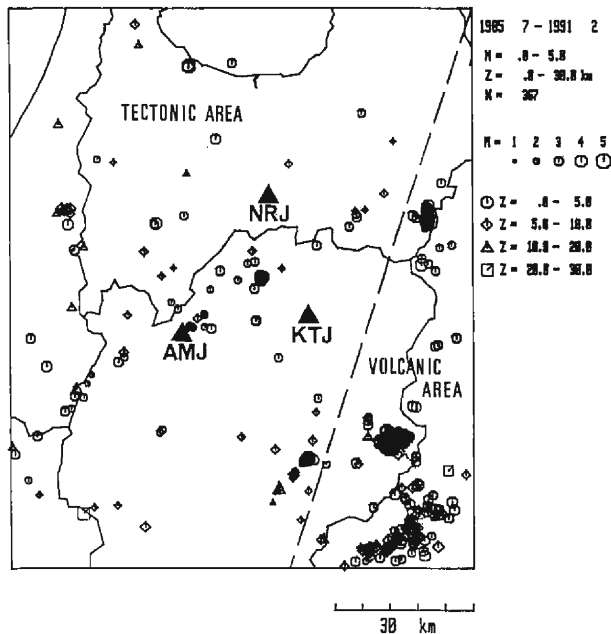 1985 7-1991 2
M= .0- 5.0
Z= .0- 30.0 km
N= 367
TECTONIC AREA
M= 1 2 3 4 5
NRJ
Z= .0- 5.0
Z= 5.0- 10.0
Z= 10.0- 20.0
Z= 20.0- 30.0
AMJ
KTJ
VOLCANIC
AREA
30 km